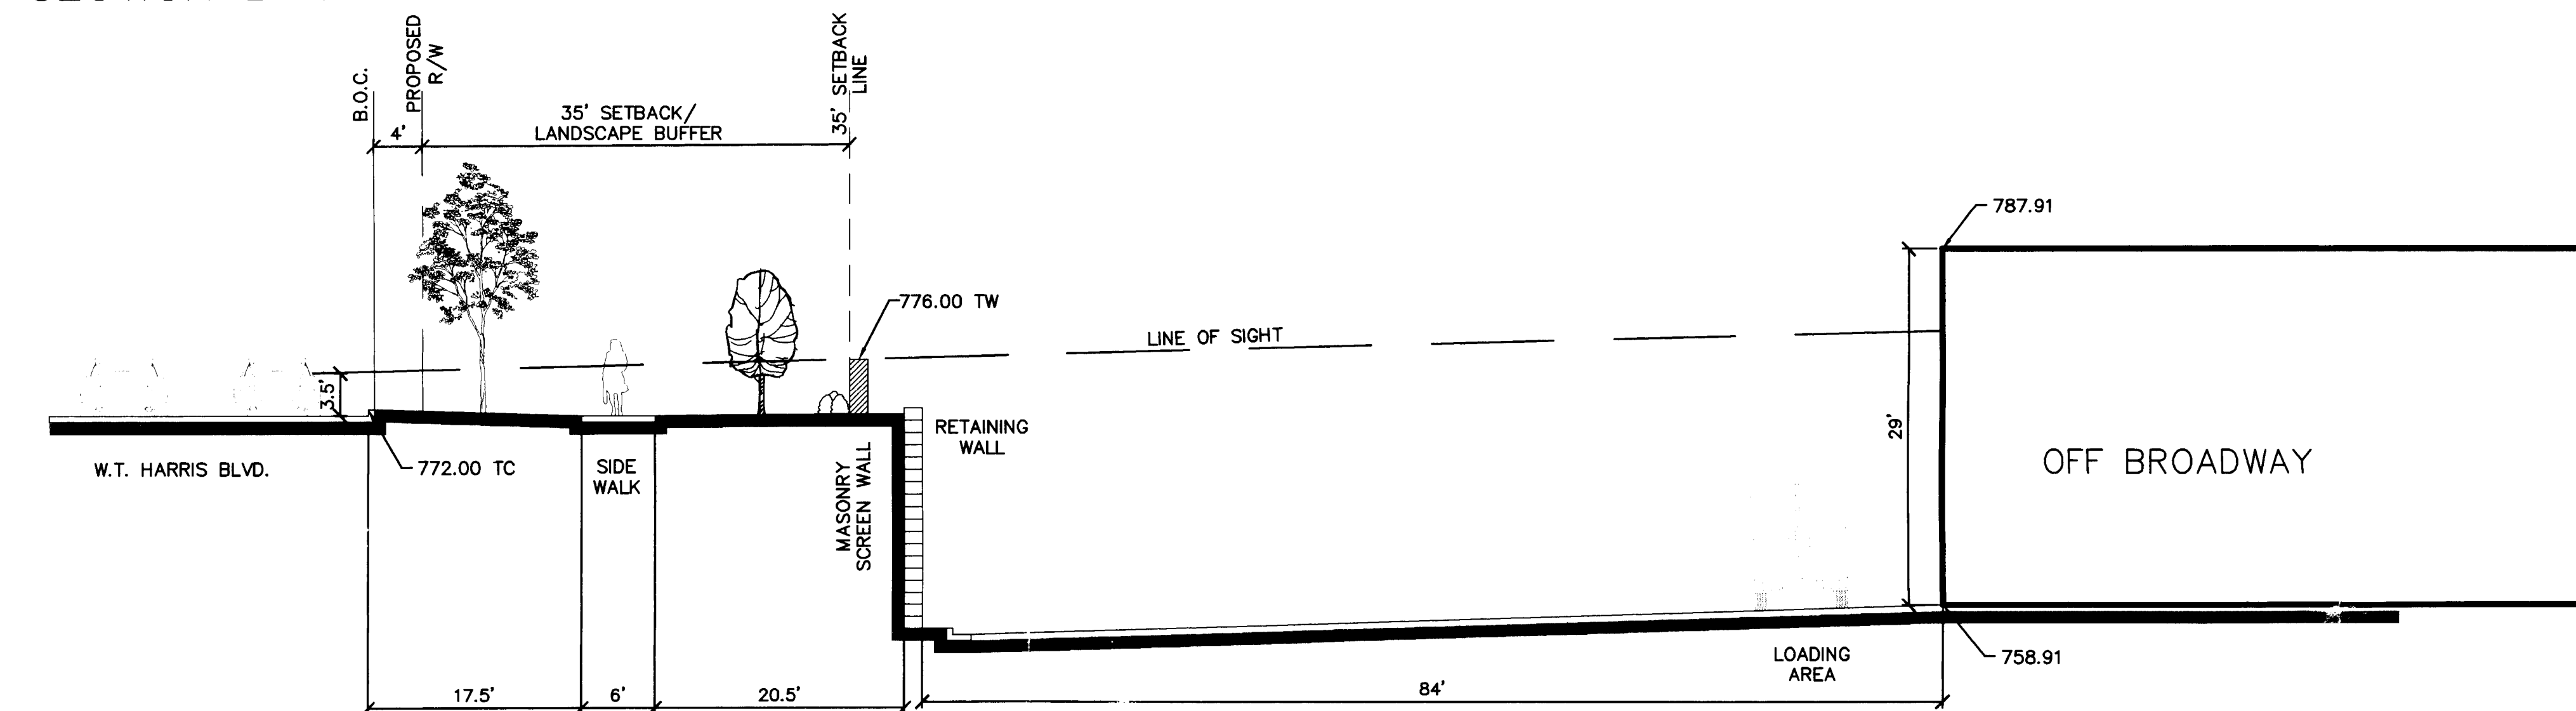 B.O.C.
PROPOSED
R/W
35' SETBACK
LINE
4'
35' SETBACK/
LANDSCAPE BUFFER
787.91
776.00 TW
LINE OF SIGHT
3.5'
29'
RETAINING
WALL
W.T. HARRIS BLVD.
772.00 TC
SIDE
WALK
MASONRY
SCREEN WALL
OFF BROADWAY
LOADING
AREA
758.91
17.5'
6'
20.5'
84'